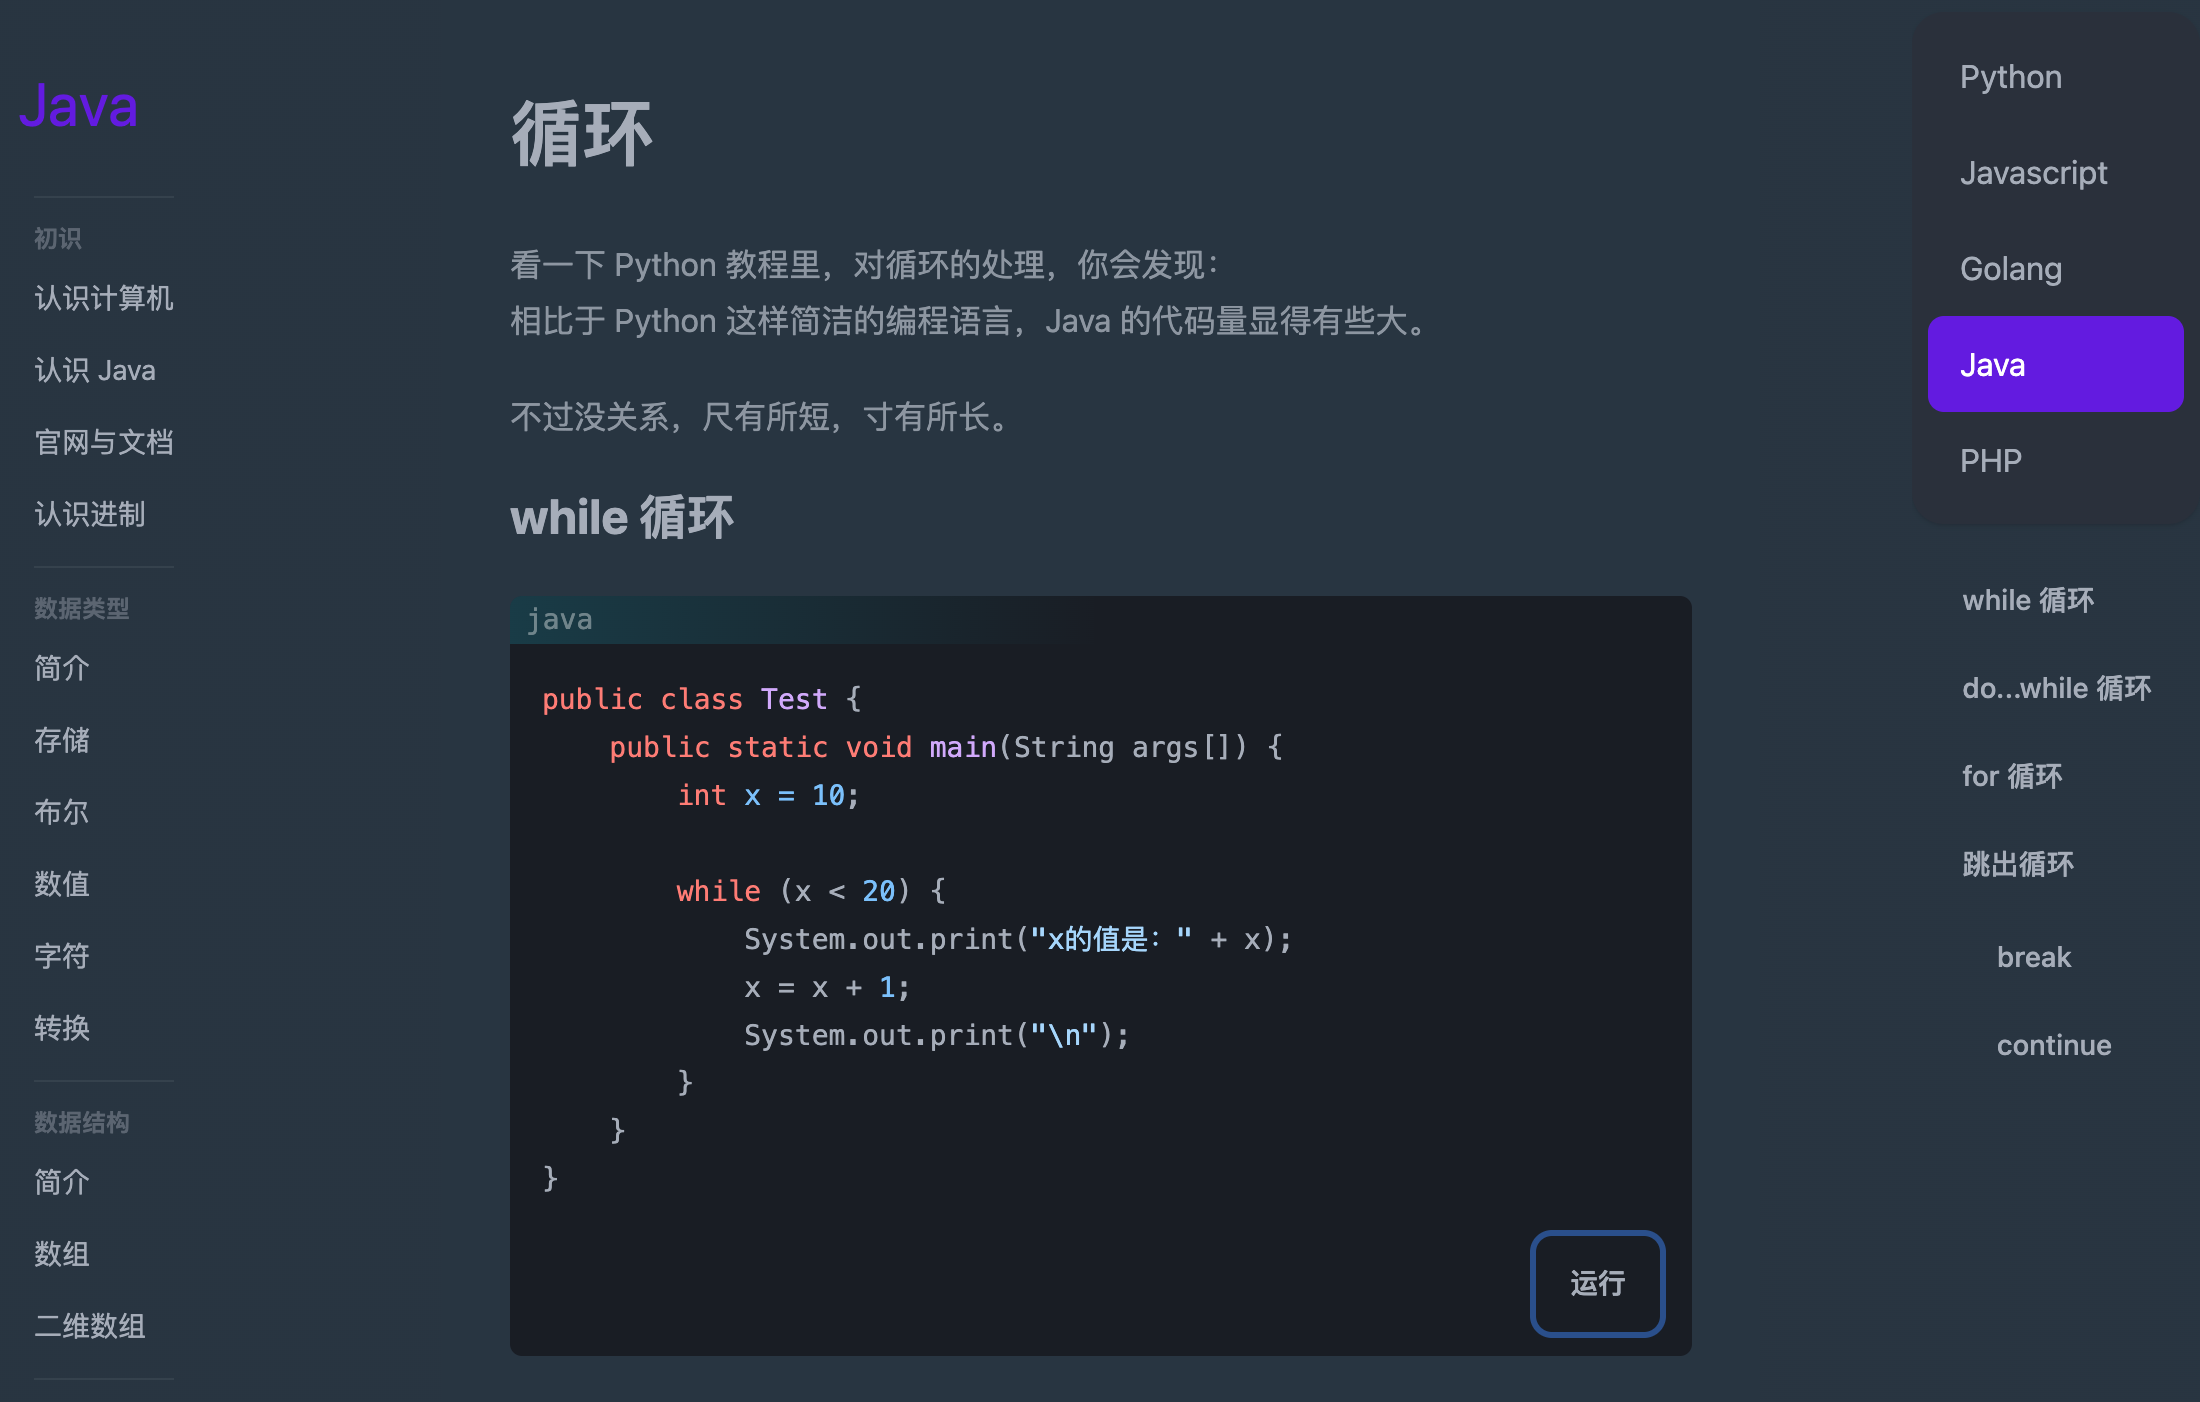 Java
初识
认识计算机
认识 Java
官网与文档
认识进制
数据类型
简介
存储
布尔
数值
字符
转换
数据结构
简介
数组
二维数组
循环
看一下 Python 教程里，对循环的处理，你会发现：
相比于 Python 这样简洁的编程语言，Java 的代码量显得有些大。
不过没关系，尺有所短，寸有所长。
while 循环
java
public class Test {
    public static void main(String args[]) {
        int x = 10;

        while (x < 20) {
            System.out.print("x的值是：" + x);
            x = x + 1;
            System.out.print("\n");
        }
    }
}
运行
Python
Javascript
Golang
Java
PHP
while 循环
do...while 循环
for 循环
跳出循环
break
continue